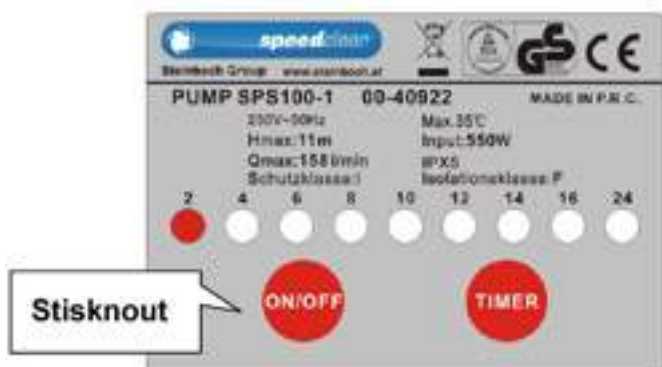 speedclean
Steinbach Group www.steinbach.at
GS CE
PUMP SPS100-1 00-40922 MADE IN P.R.C.
230V~50Hz Max.35°C
Hmax:11m Input:550W
Qmax:158 l/min IPX5
Schutzklasse:I Isolationsklasse:F
2 4 6 8 10 12 14 16 24
ON/OFF TIMER
Stisknout